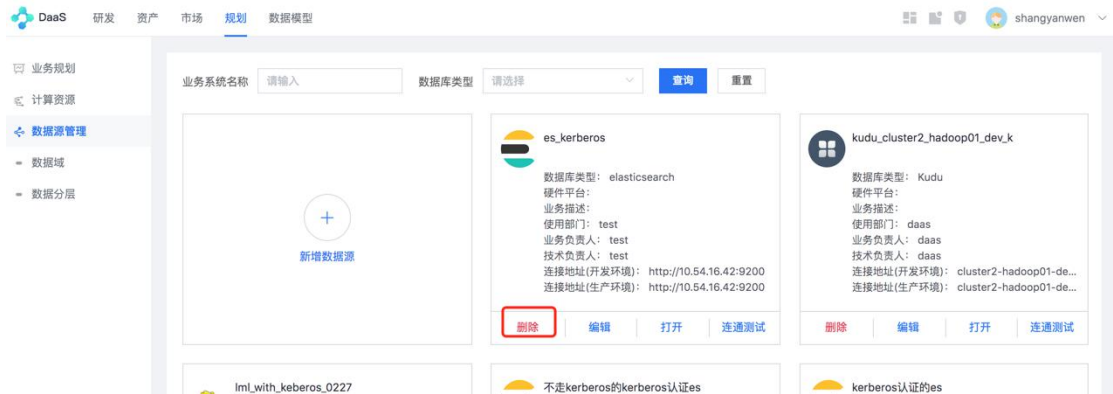 DaaS 研发 资产 市场 规划 数据模型 shangyanwen
业务规划
计算资源
数据源管理
数据域
数据分层
业务系统名称 请输入 数据库类型 请选择 查询 重置
新增数据源
es_kerberos
数据库类型： elasticsearch
硬件平台：
业务描述：
使用部门： test
业务负责人： test
技术负责人： test
连接地址(开发环境)： http://10.54.16.42:9200
连接地址(生产环境)： http://10.54.16.42:9200
删除 编辑 打开 连通测试
kudu_cluster2_hadoop01_dev_k
数据库类型： Kudu
硬件平台：
业务描述：
使用部门： daas
业务负责人： daas
技术负责人： daas
连接地址(开发环境)： cluster2-hadoop01-de...
连接地址(生产环境)： cluster2-hadoop01-de...
删除 编辑 打开 连通测试
lml_with_keberos_0227
不走kerberos的kerberos认证es
kerberos认证的es